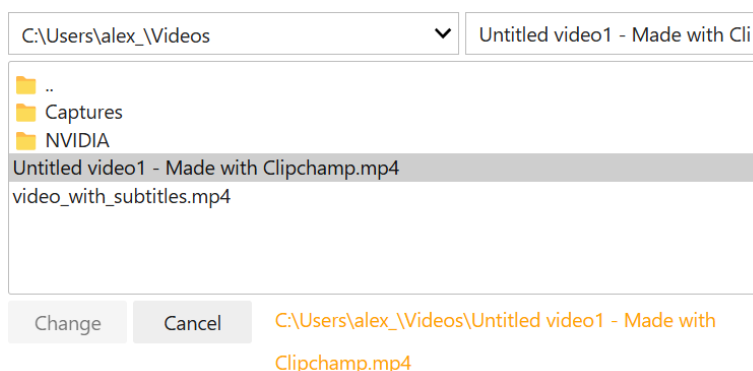 C:\Users\alex_\Videos
Untitled video1 - Made with Cli
..
Captures
NVIDIA
Untitled video1 - Made with Clipchamp.mp4
video_with_subtitles.mp4
Change
Cancel
C:\Users\alex_\Videos\Untitled video1 - Made with
Clipchamp.mp4